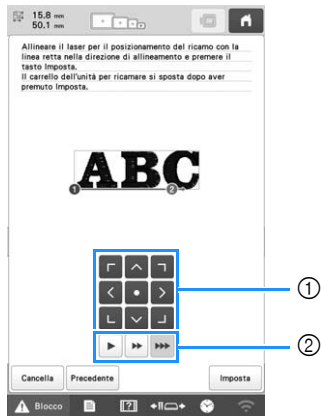 15.8 mm
50.1 mm
Allineare il laser per il posizionamento del ricamo con la
linea retta nella direzione di allineamento e premere il
tasto Imposta.
Il carrello dell'unità per ricamare si sposta dopo aver
premuto Imposta.
ABC
1 2
①
②
Cancella Precedente Imposta
Blocco